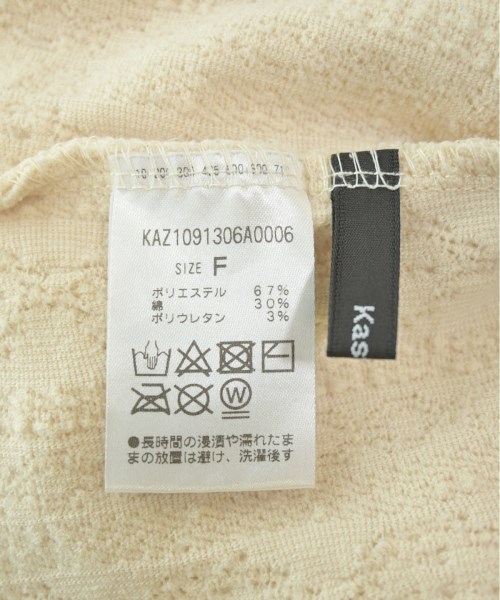 KAZ1091306A0006
SIZE F
ポリエステル 67%
綿 30%
ポリウレタン 3%
W
●長時間の浸漬や濡れたま
まの放置は避け、洗濯後す
Kas